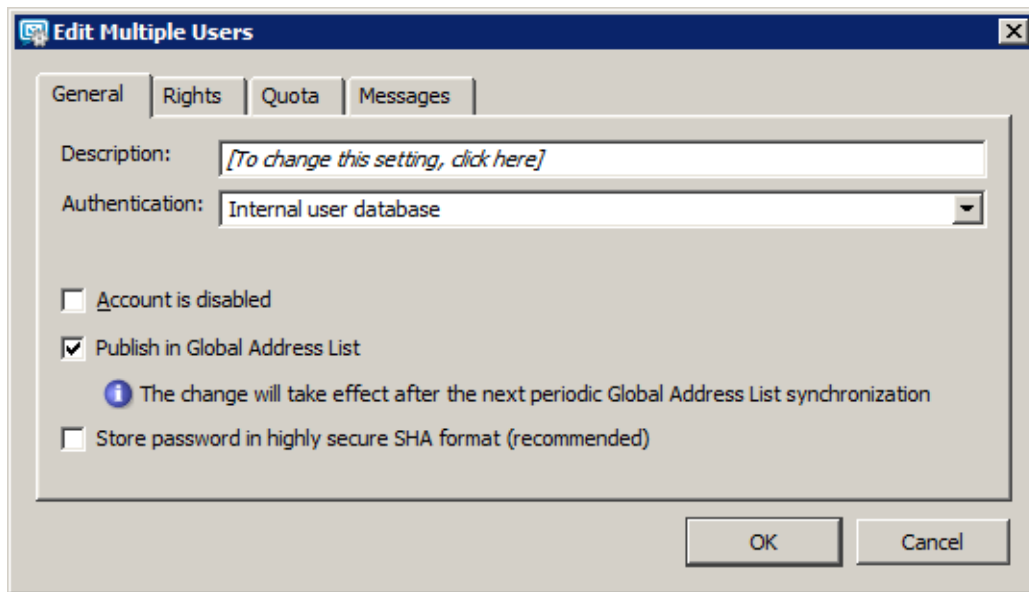 Edit Multiple Users
General Rights Quota Messages
Description: [To change this setting, click here]
Authentication: Internal user database
Account is disabled
Publish in Global Address List
The change will take effect after the next periodic Global Address List synchronization
Store password in highly secure SHA format (recommended)
OK Cancel